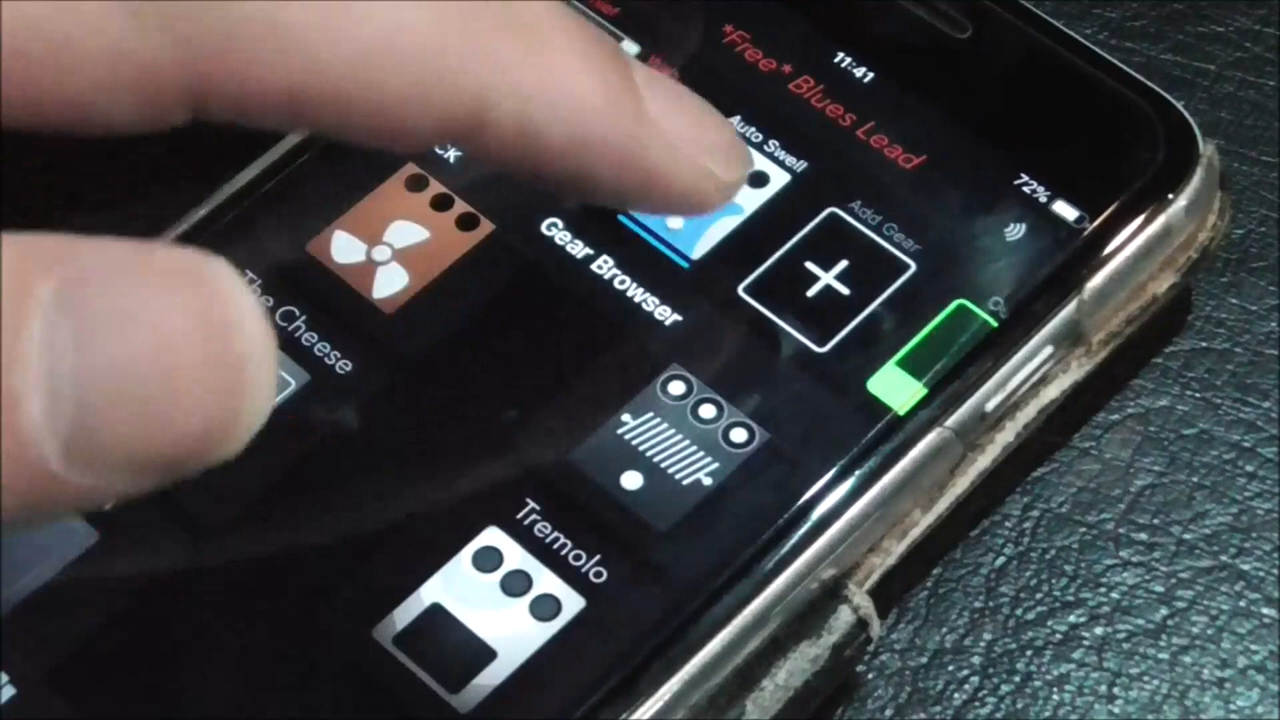 11:41
72%
*Free* Blues Lead
Auto Swell
Add Gear
Gear Browser
The Cheese
Tremolo